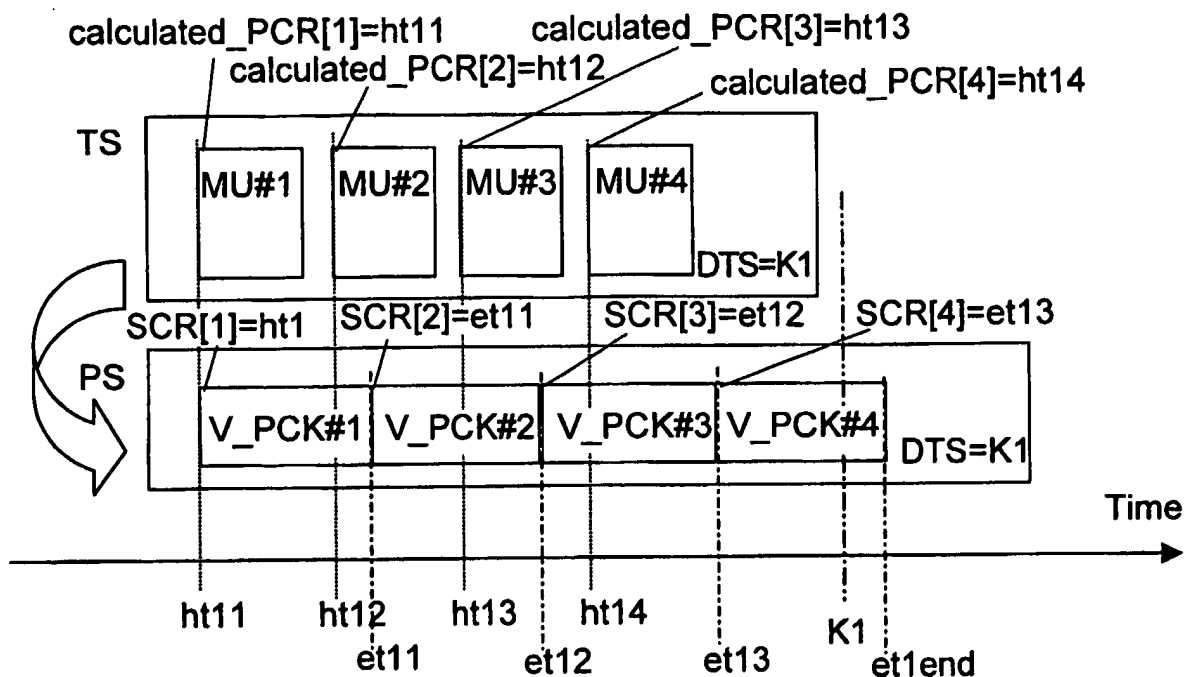 calculated_PCR[1]=ht11
calculated_PCR[3]=ht13
calculated_PCR[2]=ht12
calculated_PCR[4]=ht14
TS
MU#1
MU#2
MU#3
MU#4
DTS=K1
SCR[1]=ht1
SCR[2]=et11
SCR[3]=et12
SCR[4]=et13
PS
V_PCK#1
V_PCK#2
V_PCK#3
V_PCK#4
DTS=K1
Time
ht11
ht12
ht13
ht14
K1
et11
et12
et13
et1end